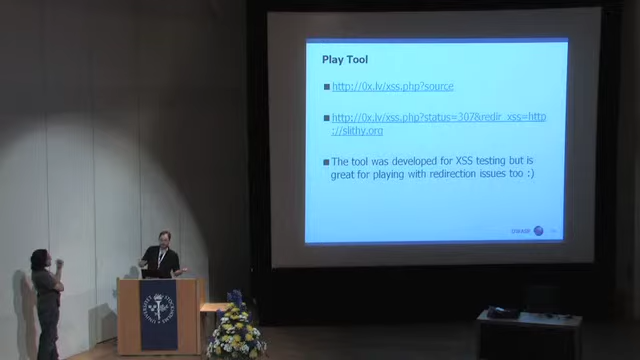 Play Tool
http://0x.lv/xss.php?source
http://0x.lv/xss.php?status=307&redir_xss=http
://slithy.org
The tool was developed for XSS testing but is
great for playing with redirection issues too :)
OWASP